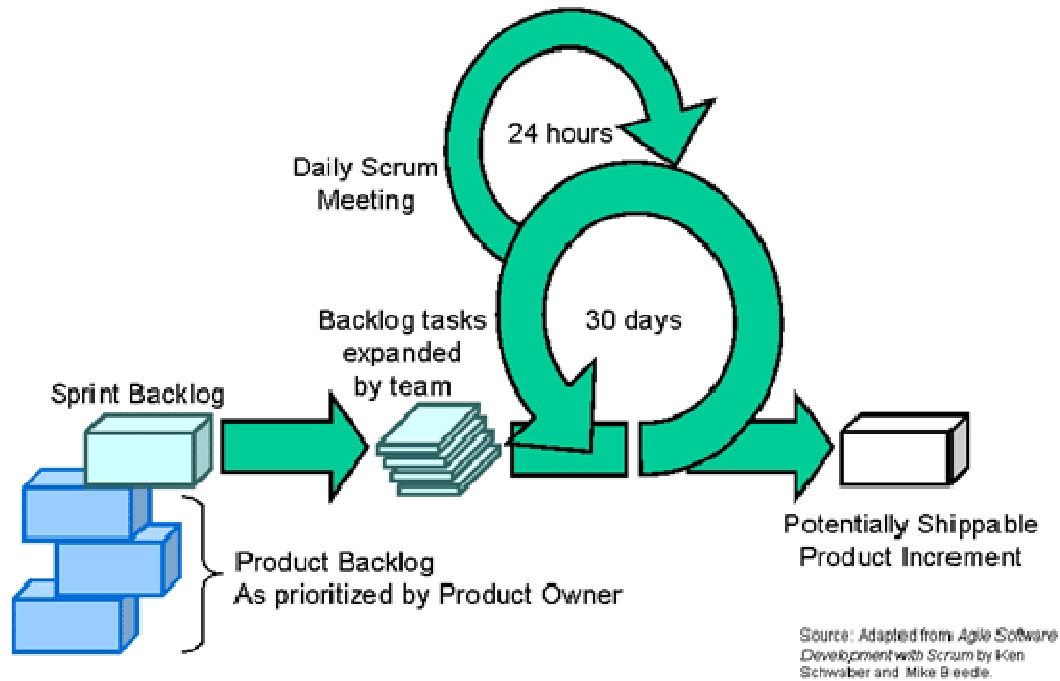 24 hours
Daily Scrum
Meeting
30 days
Backlog tasks
expanded
by team
Sprint Backlog
Potentially Shippable
Product Increment
Product Backlog
As prioritized by Product Owner
Source: Adapted from Agile Software
Development with Scrum by Ken
Schwaber and Mike Beedle.